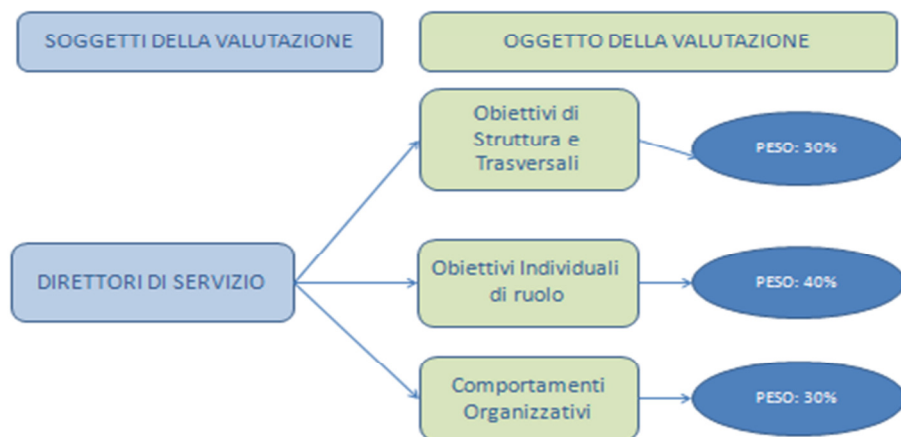 SOGGETTI DELLA VALUTAZIONE
OGGETTO DELLA VALUTAZIONE
Obiettivi di
Struttura e
Trasversali
PESO: 30%
DIRETTORI DI SERVIZIO
Obiettivi Individuali
di ruolo
PESO: 40%
Comportamenti
Organizzativi
PESO: 30%